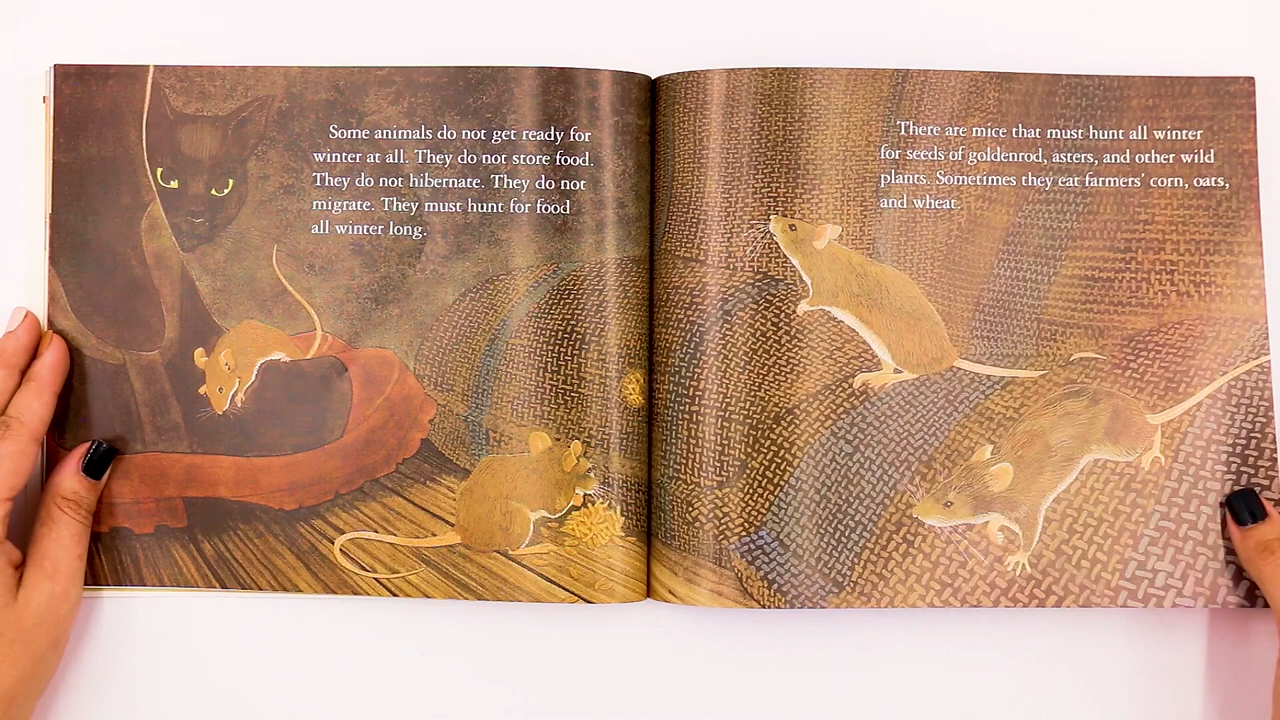 Some animals do not get ready for
winter at all. They do not store food.
They do not hibernate. They do not
migrate. They must hunt for food
all winter long.
There are mice that must hunt all winter
for seeds of goldenrod, asters, and other wild
plants. Sometimes they eat farmers’ corn, oats,
and wheat.